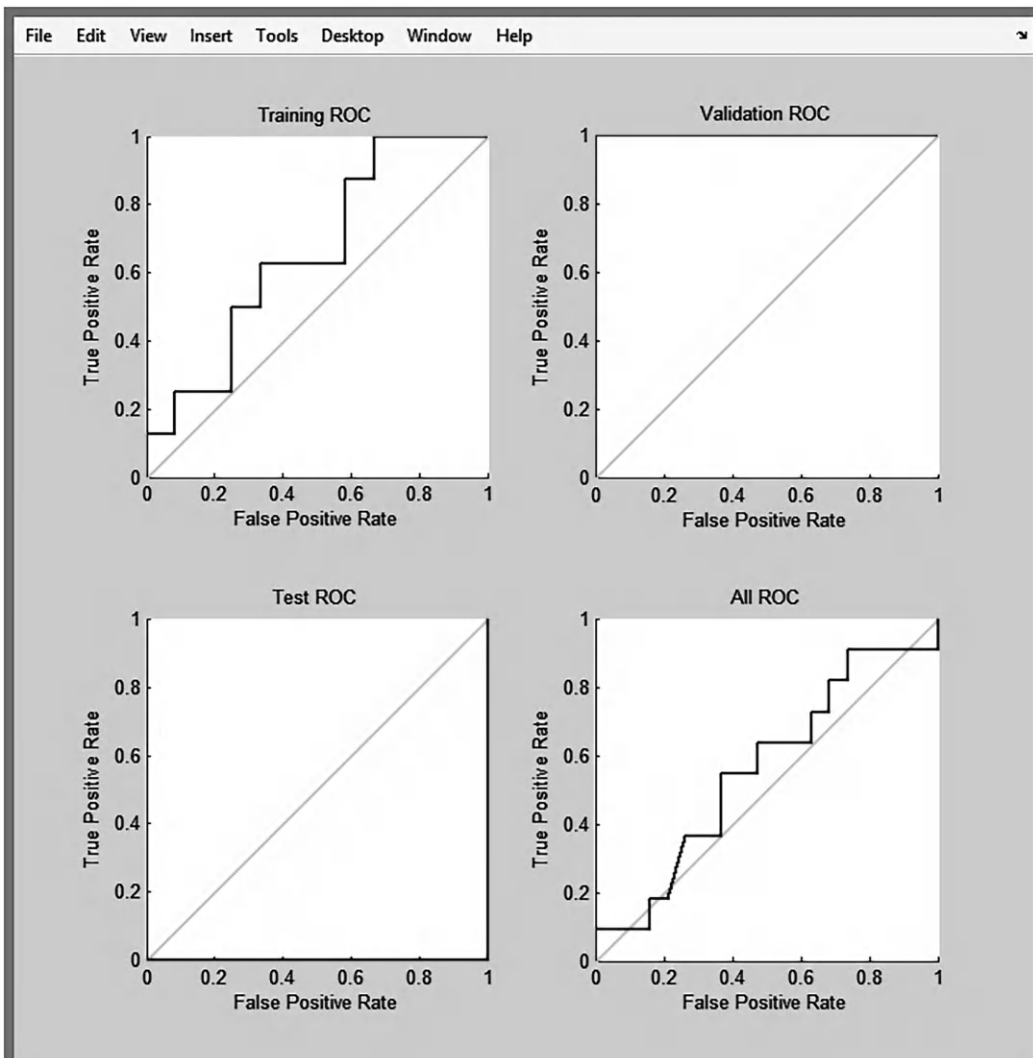 File Edit View Insert Tools Desktop Window Help
Training ROC
True Positive Rate
1
0.8
0.6
0.4
0.2
0
0 0.2 0.4 0.6 0.8 1
False Positive Rate
Validation ROC
True Positive Rate
1
0.8
0.6
0.4
0.2
0
0 0.2 0.4 0.6 0.8 1
False Positive Rate
Test ROC
True Positive Rate
1
0.8
0.6
0.4
0.2
0
0 0.2 0.4 0.6 0.8 1
False Positive Rate
All ROC
True Positive Rate
1
0.8
0.6
0.4
0.2
0
0 0.2 0.4 0.6 0.8 1
False Positive Rate